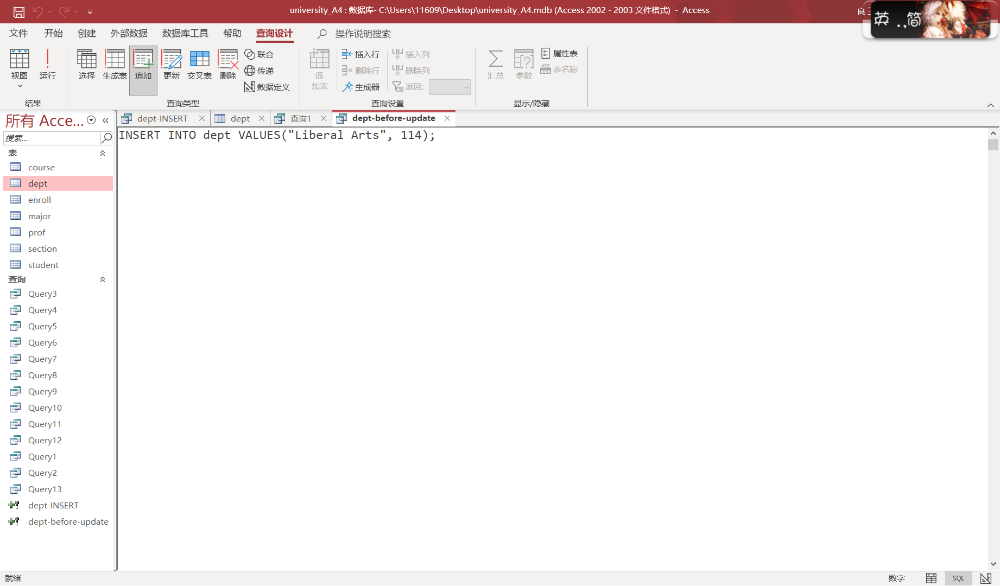 university_A4 : 数据库- C:\Users\11609\Desktop\university_A4.mdb (Access 2002 - 2003 文件格式) - Access
良
英 .,简
文件 开始 创建 外部数据 数据库工具 帮助 查询设计 操作说明搜索
视图
运行
结果
选择
生成表
追加
更新
交叉表
删除
联合
传递
数据定义
查询类型
添
加表
插入行
删除行
生成器
插入列
删除列
返回:
查询设置
汇总
参数
属性表
表名称
显示/隐藏
所有 Acce...
搜索...
表
course
dept
enroll
major
prof
section
student
查询
Query3
Query4
Query5
Query6
Query7
Query8
Query9
Query10
Query11
Query12
Query1
Query2
Query13
dept-INSERT
dept-before-update
dept-INSERT
dept
查询1
dept-before-update
INSERT INTO dept VALUES("Liberal Arts", 114);
就绪
数字
SQL